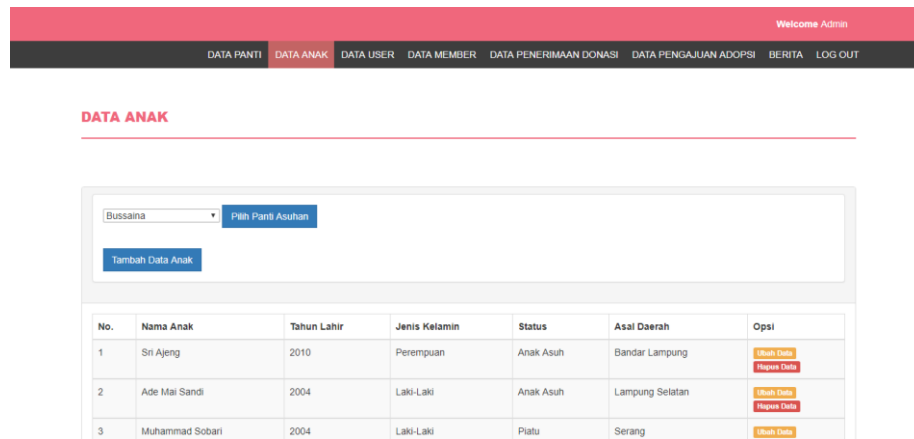 Welcome Admin
DATA PANTI DATA ANAK DATA USER DATA MEMBER DATA PENERIMAAN DONASI DATA PENGAJUAN ADOPSI BERITA LOG OUT
DATA ANAK
Bussaina Pilih Panti Asuhan
Tambah Data Anak
No. Nama Anak Tahun Lahir Jenis Kelamin Status Asal Daerah Opsi
1 Sri Ajeng 2010 Perempuan Anak Asuh Bandar Lampung Ubah Data
Hapus Data
2 Ade Mai Sandi 2004 Laki-Laki Anak Asuh Lampung Selatan Ubah Data
Hapus Data
3 Muhammad Sobari 2004 Laki-Laki Piatu Serang Ubah Data